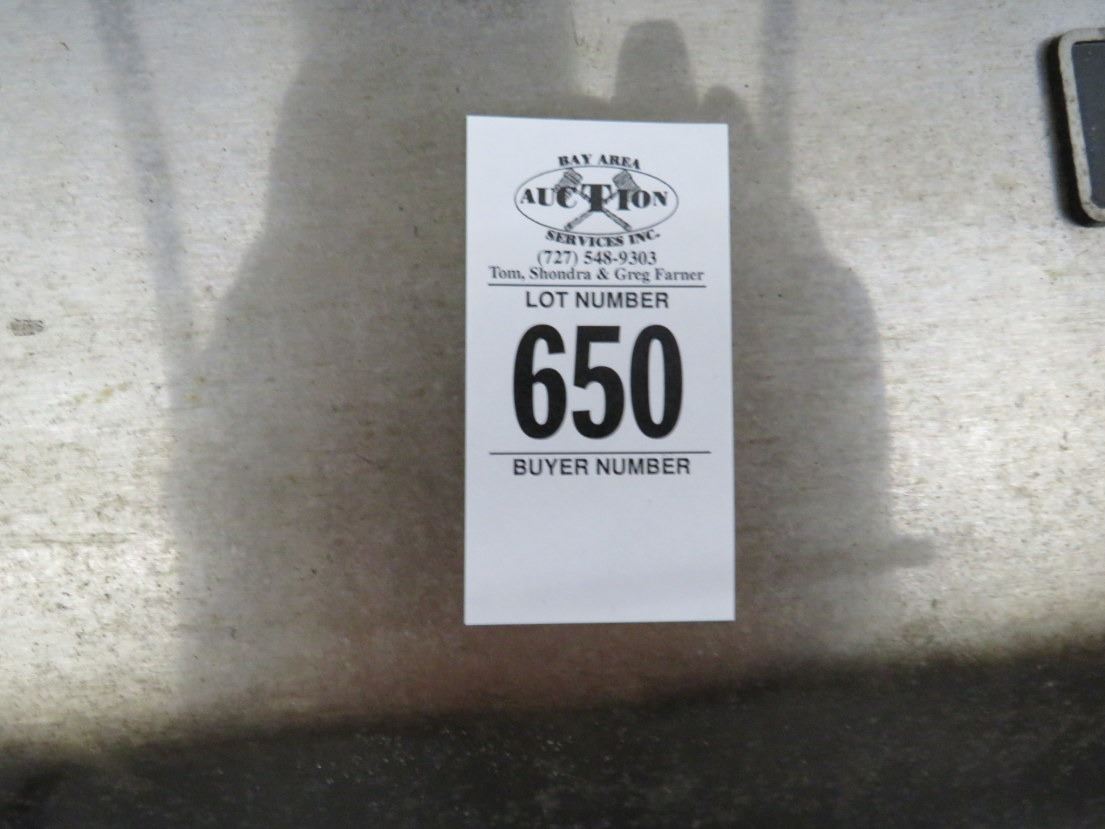 BAY AREA
AUCTION
SERVICES INC.
(727) 548-9303
Tom, Shondra & Greg Farner
LOT NUMBER
650
BUYER NUMBER